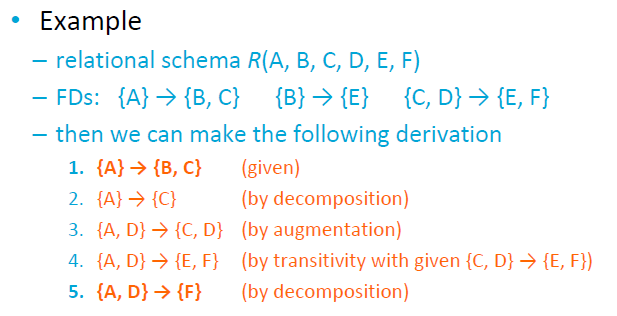 • Example
– relational schema R(A, B, C, D, E, F)
– FDs: {A} → {B, C} {B} → {E} {C, D} → {E, F}
– then we can make the following derivation
1. {A} → {B, C} (given)
2. {A} → {C} (by decomposition)
3. {A, D} → {C, D} (by augmentation)
4. {A, D} → {E, F} (by transitivity with given {C, D} → {E, F})
5. {A, D} → {F} (by decomposition)